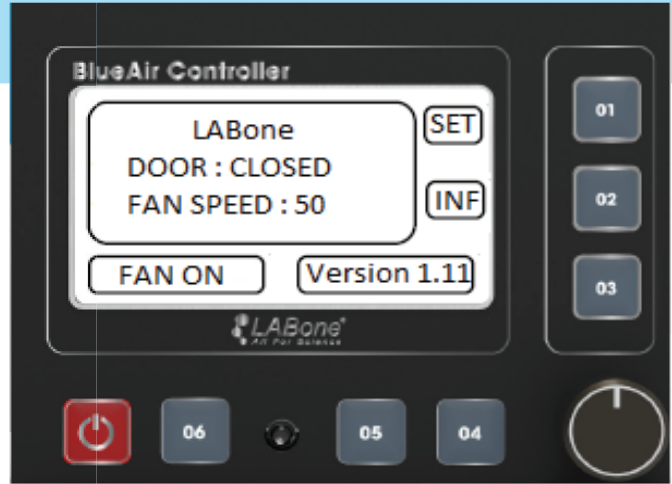 BlueAir Controller
LABone
SET
DOOR : CLOSED
FAN SPEED : 50
INF
FAN ON
Version 1.11
LABone
All For Science
01
02
03
06
05
04